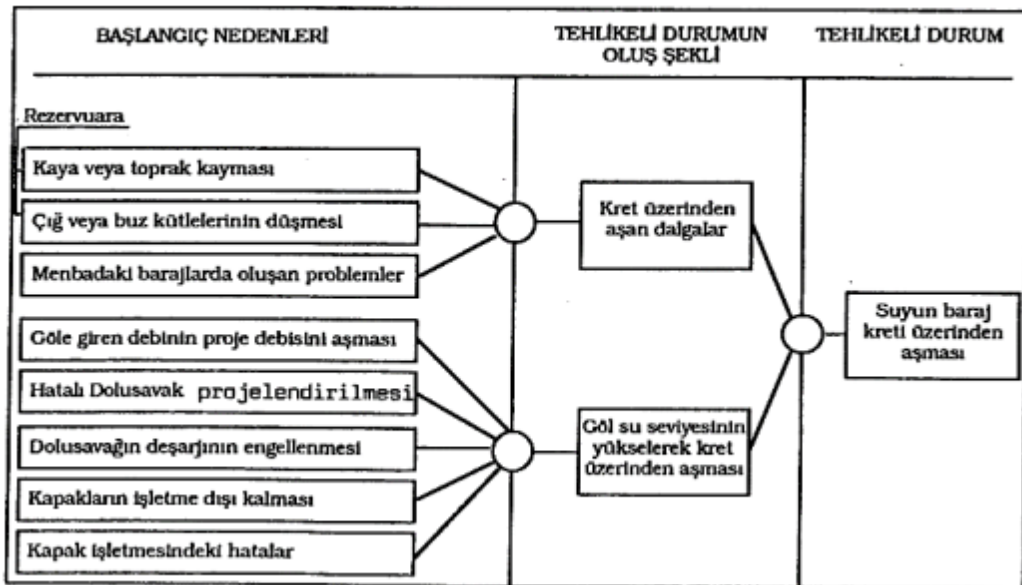 BAŞLANGIÇ NEDENLERİ
TEHLİKELİ DURUMUN
OLUŞ ŞEKLİ
TEHLİKELİ DURUM
Rezervuara
Kaya veya toprak kayması
Çığ veya buz kütlelerinin düşmesi
Menbadaki barajlarda oluşan problemler
Göle giren debinin proje debisini aşması
Hatalı Dolusavak projelendirilmesi
Dolusavağın deşarjının engellenmesi
Kapakların işletme dışı kalması
Kapak işletmesindeki hatalar
Kret üzerinden
aşan dalgalar
Göl su seviyesinin
yükselerek kret
üzerinden aşması
Suyun baraj
kreti üzerinden
aşması